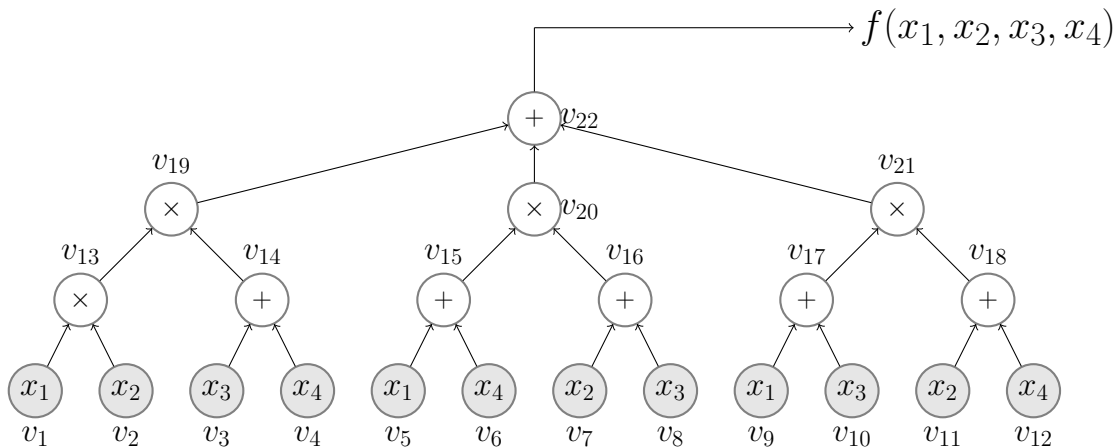 f(x₁, x₂, x₃, x₄)
+ v₂₂
v₁₉ v₂₁
× × v₂₀ ×
v₁₃ v₁₄ v₁₅ v₁₆ v₁₇ v₁₈
× + + + + +
x₁ x₂ x₃ x₄ x₁ x₄ x₂ x₃ x₁ x₃ x₂ x₄
v₁ v₂ v₃ v₄ v₅ v₆ v₇ v₈ v₉ v₁₀ v₁₁ v₁₂